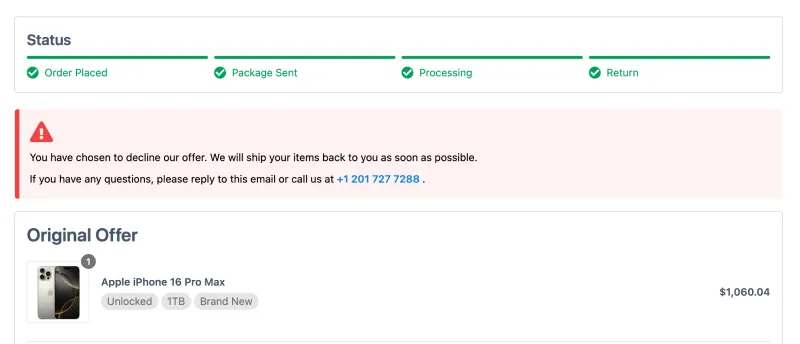 Status
Order Placed
Package Sent
Processing
Return
You have chosen to decline our offer. We will ship your items back to you as soon as possible.
If you have any questions, please reply to this email or call us at +1 201 727 7288 .
Original Offer
1
Apple iPhone 16 Pro Max
Unlocked 1TB Brand New
$1,060.04